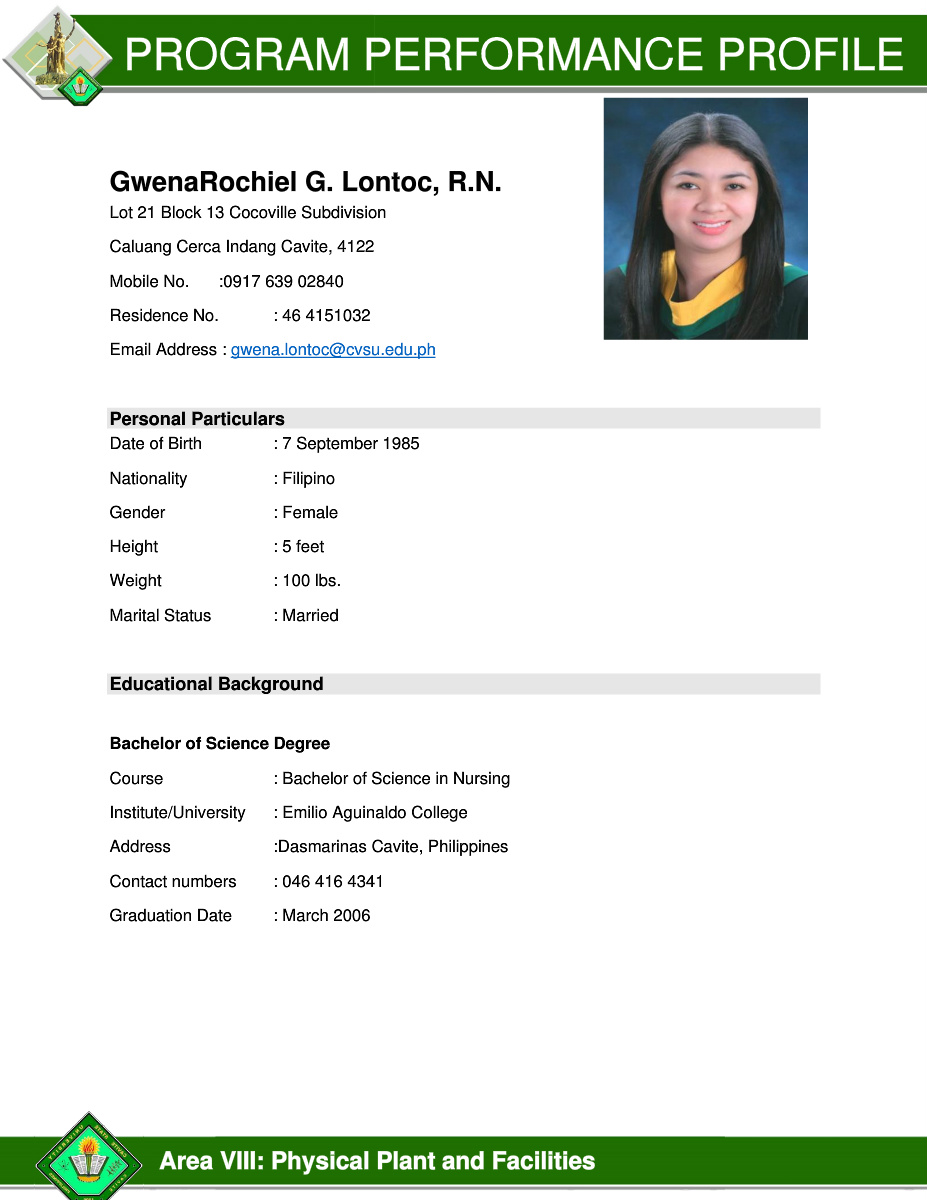 PROGRAM PERFORMANCE PROFILE
GwenaRochiel G. Lontoc, R.N.
Lot 21 Block 13 Cocoville Subdivision
Caluang Cerca Indang Cavite, 4122
Mobile No. :0917 639 02840
Residence No. : 46 4151032
Email Address : gwena.lontoc@cvsu.edu.ph
Personal Particulars
Date of Birth : 7 September 1985
Nationality : Filipino
Gender : Female
Height : 5 feet
Weight : 100 lbs.
Marital Status : Married
Educational Background
Bachelor of Science Degree
Course : Bachelor of Science in Nursing
Institute/University : Emilio Aguinaldo College
Address :Dasmarinas Cavite, Philippines
Contact numbers : 046 416 4341
Graduation Date : March 2006
Area VIII: Physical Plant and Facilities